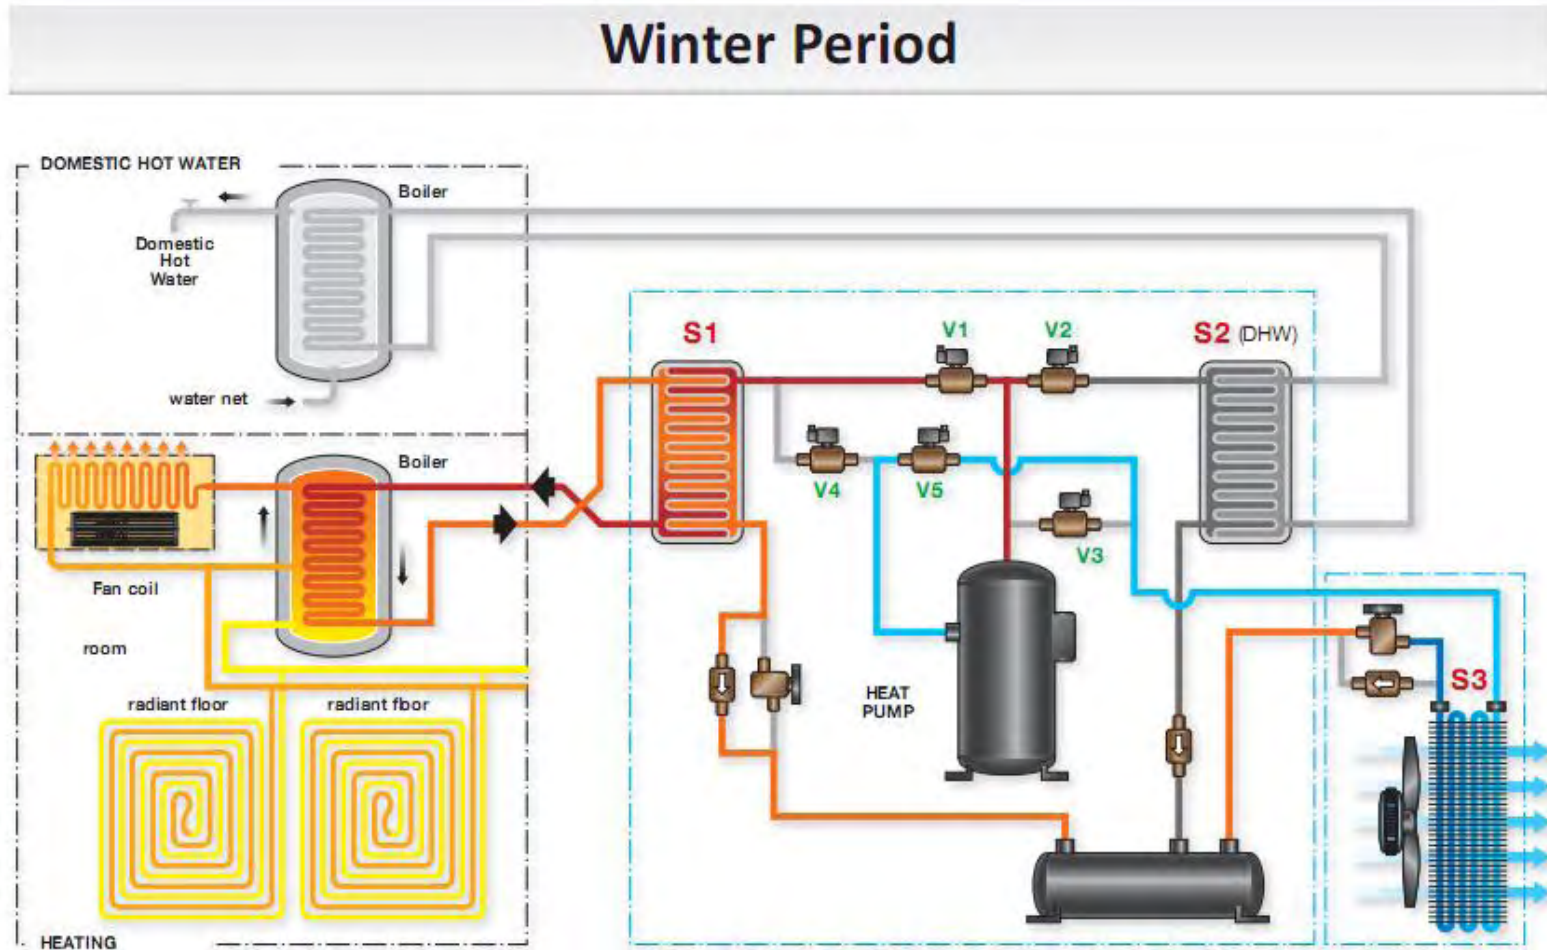 Winter Period
DOMESTIC HOT WATER
Boiler
Domestic
Hot
Water
water net
S1
V1
V2
S2 (DHW)
Boiler
V4
V5
V3
Fan coil
room
HEAT
PUMP
S3
radiant floor
radiant floor
HEATING